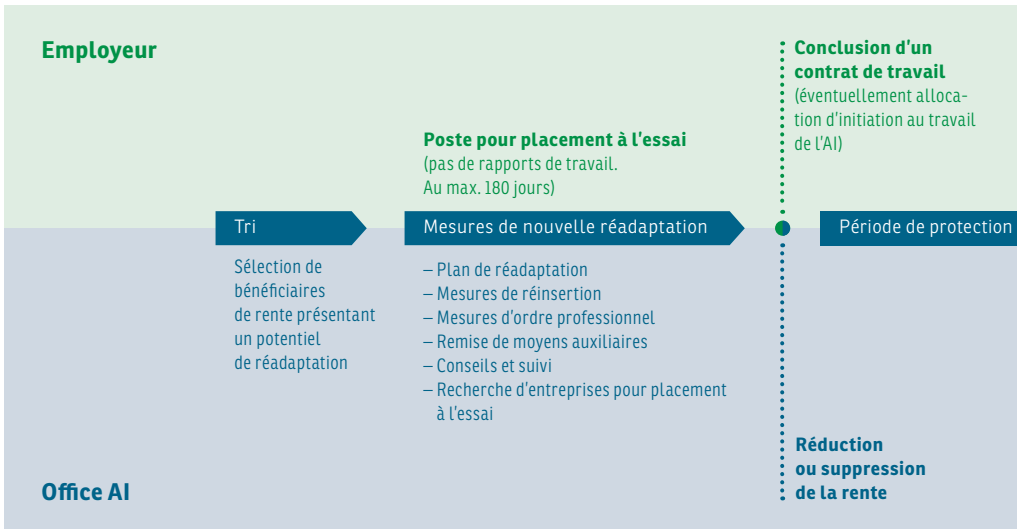 Employeur
Conclusion d'un
contrat de travail
(éventuellement alloca-
tion d'initiation au travail
de l'AI)
Poste pour placement à l'essai
(pas de rapports de travail.
Au max. 180 jours)
Tri
Mesures de nouvelle réadaptation
Période de protection
Sélection de
bénéficiaires
de rente présentant
un potentiel
de réadaptation
– Plan de réadaptation
– Mesures de réinsertion
– Mesures d'ordre professionnel
– Remise de moyens auxiliaires
– Conseils et suivi
– Recherche d'entreprises pour placement
à l'essai
Réduction
ou suppression
de la rente
Office AI